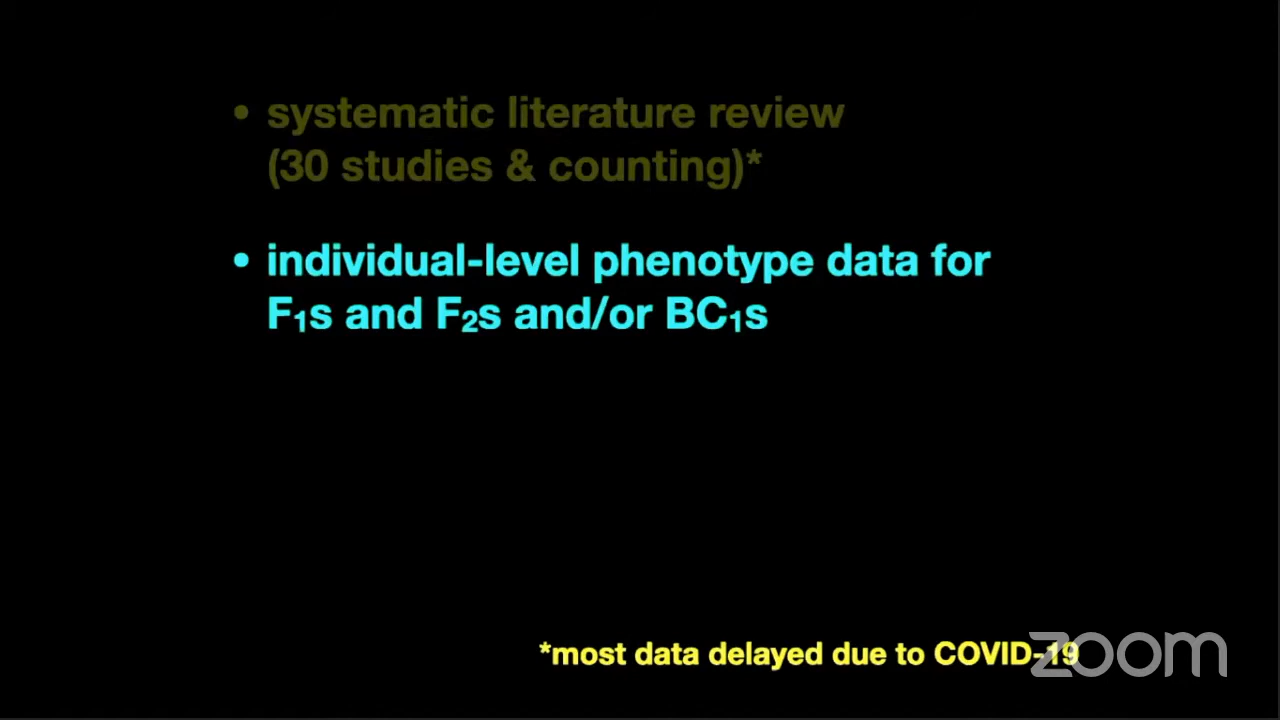 • systematic literature review
(30 studies & counting)*
• individual-level phenotype data for
F₁s and F₂s and/or BC₁s
*most data delayed due to COVID-19
zoom